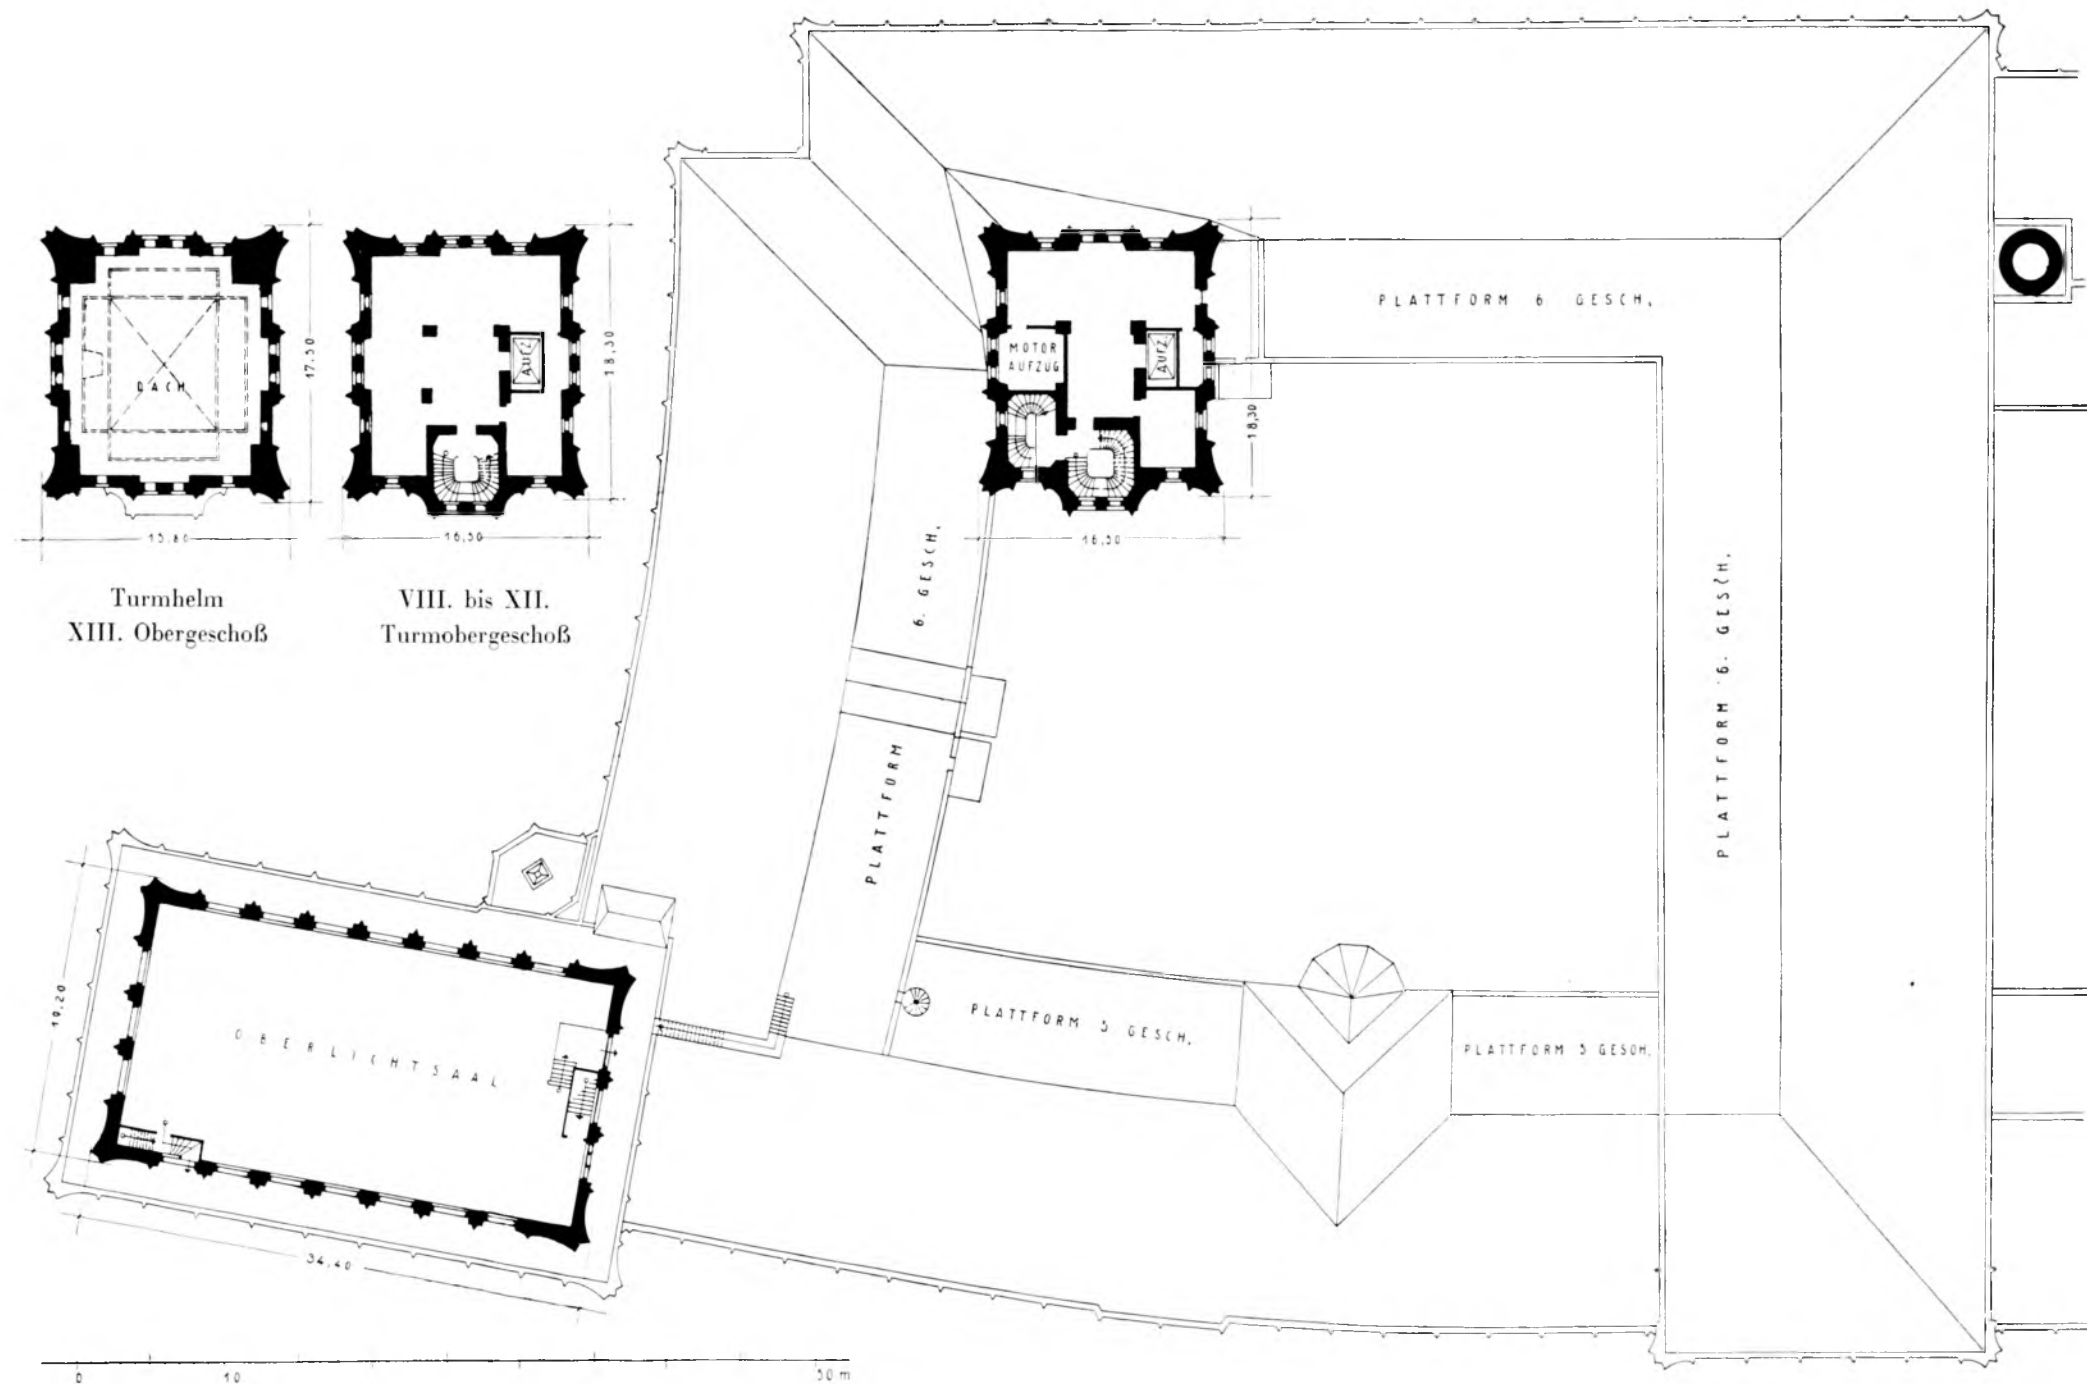 PLATTFORM 6 GESCH,
17,50
18,30
MOTOR
AUFZUG
AUFZ
AUFZ
DACH
18,30
15,80
16,50
16,50
Turmhelm
XIII. Obergeschoß
VIII. bis XII.
Turmobergeschoß
6. GESCH,
PLATTFORM 6. GESCH,
PLATTFORM
19,20
OBERLICHTSAAL
PLATTFORM 5 GESCH,
PLATTFORM 5 GESCH,
34,40
0 10 50 m